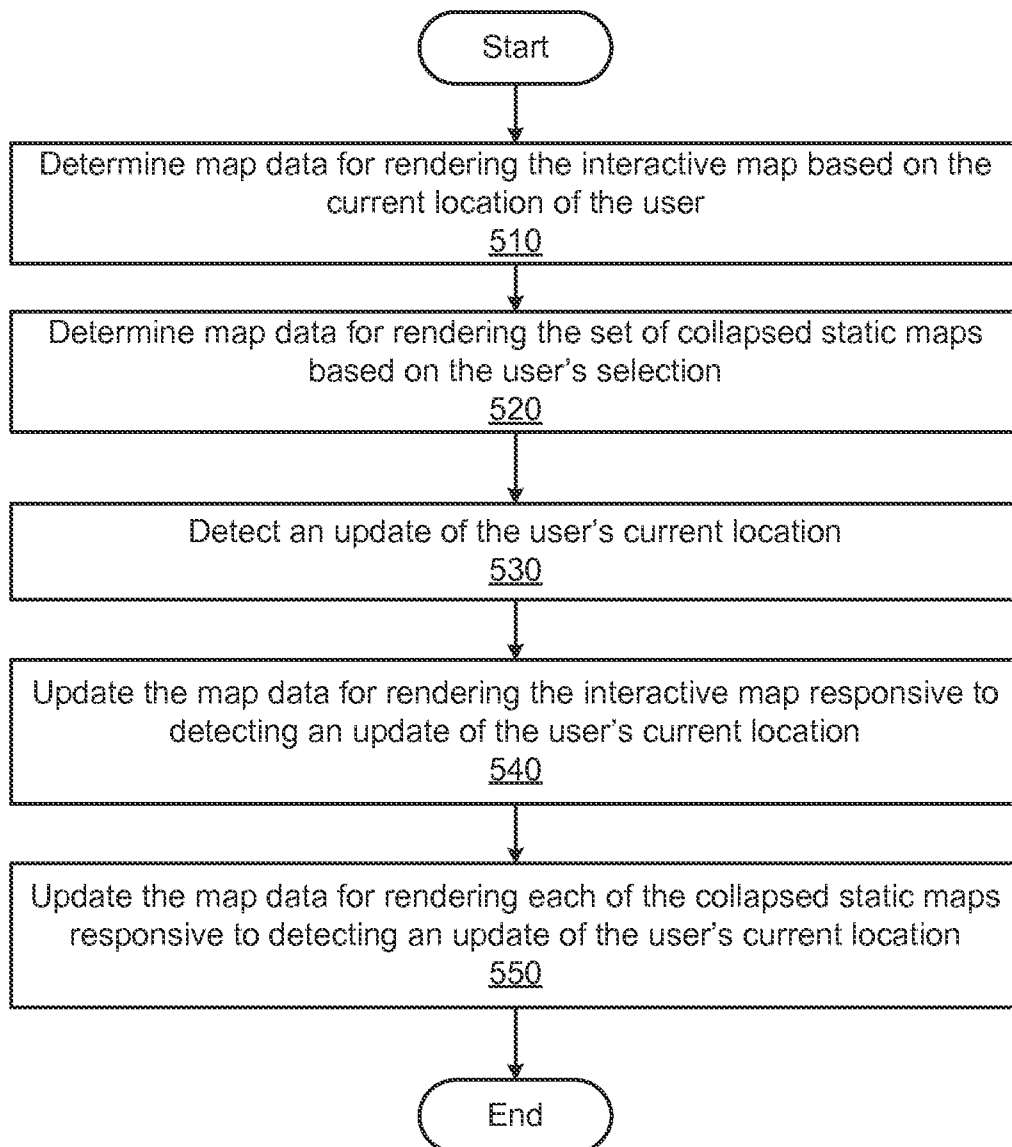 Start
Determine map data for rendering the interactive map based on the
current location of the user
510
Determine map data for rendering the set of collapsed static maps
based on the user's selection
520
Detect an update of the user's current location
530
Update the map data for rendering the interactive map responsive to
detecting an update of the user's current location
540
Update the map data for rendering each of the collapsed static maps
responsive to detecting an update of the user's current location
550
End